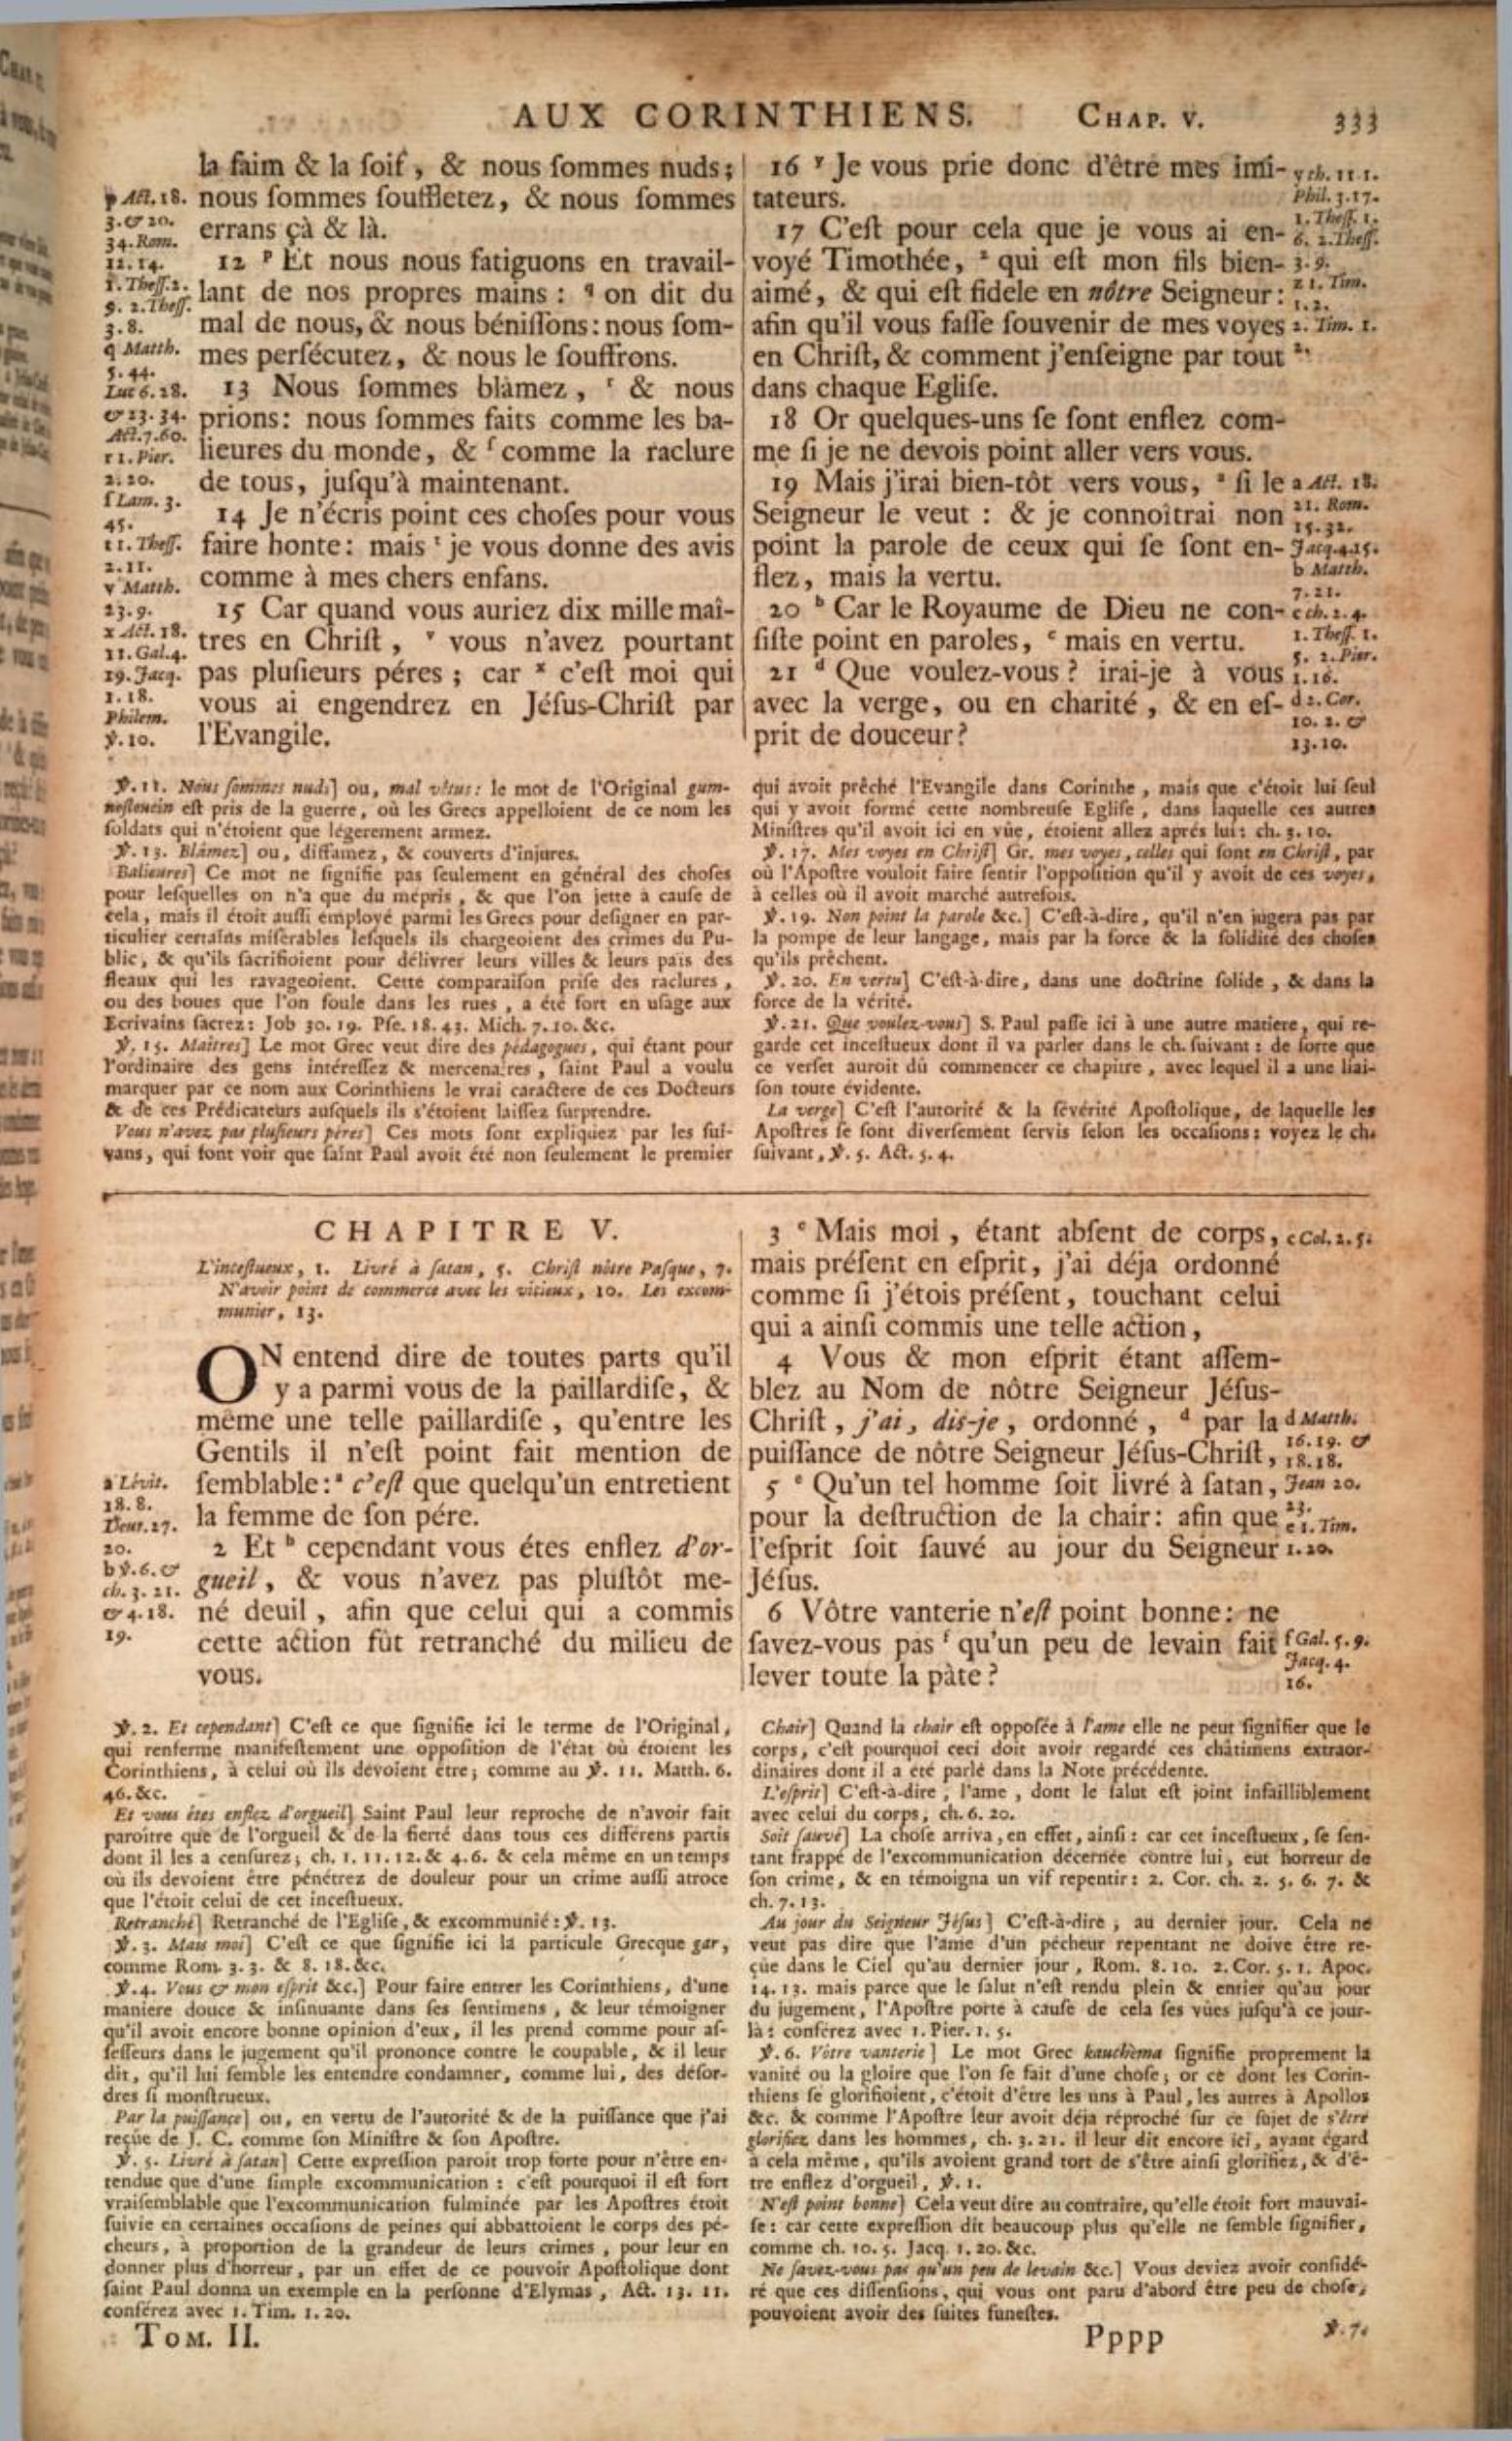 AUX CORINTHIENS. CHAP. V. 333
la faim & la ſoif, & nous ſommes nuds;
nous ſommes ſouffletez, & nous ſommes
errans çà & là.
12 ᵖ Et nous nous fatiguons en travail-
lant de nos propres mains : ᑫ on dit du
mal de nous, & nous béniſſons: nous ſom-
mes perſécutez, & nous le ſouffrons.
13 Nous ſommes blâmez, ʳ & nous
prions: nous ſommes faits comme les ba-
lieures du monde, & ſ comme la raclure
de tous, juſqu'à maintenant.
14 Je n'écris point ces choſes pour vous
faire honte: mais ᵗ je vous donne des avis
comme à mes chers enfans.
15 Car quand vous auriez dix mille maî-
tres en Chriſt, ᵛ vous n'avez pourtant
pas pluſieurs péres; car ˣ c'eſt moi qui
vous ai engendrez en Jéſus-Chriſt par
l'Evangile.
p Act. 18.
3. & 20.
34. Rom.
12. 14.
1. Theſſ. 2.
9. 2. Theſſ.
3. 8.
q Matth.
5. 44.
Luc 6. 28.
& 23. 34.
Act. 7. 60.
r 1. Pier.
2. 20.
ſ Lam. 3.
45.
t 1. Theſſ.
2. 11.
v Matth.
23. 9.
x Act. 18.
11. Gal. 4.
19. Jacq.
1. 18.
Philem.
℣. 10.
16 ʸ Je vous prie donc d'être mes imi-
tateurs.
17 C'eſt pour cela que je vous ai en-
voyé Timothée, ᶻ qui eſt mon fils bien-
aimé, & qui eſt fidele en nôtre Seigneur:
afin qu'il vous faſſe ſouvenir de mes voyes
en Chriſt, & comment j'enſeigne par tout
dans chaque Egliſe.
18 Or quelques-uns ſe ſont enflez com-
me ſi je ne devois point aller vers vous.
19 Mais j'irai bien-tôt vers vous, ᵃ ſi le
Seigneur le veut : & je connoîtrai non
point la parole de ceux qui ſe ſont en-
flez, mais la vertu.
20 ᵇ Car le Royaume de Dieu ne con-
ſiſte point en paroles, ᶜ mais en vertu.
21 ᵈ Que voulez-vous? irai-je à vous
avec la verge, ou en charité, & en eſ-
prit de douceur?
y ch. 11. 1.
Phil. 3. 17.
1. Theſſ. 1.
6. 2. Theſſ.
3. 9.
z 1. Tim.
1. 2.
2. Tim. 1.
2.
a Act. 18.
21. Rom.
15. 32.
Jacq. 4. 15.
b Matth.
7. 21.
c ch. 2. 4.
1. Theſſ. 1.
5. 2. Pier.
1. 16.
d 2. Cor.
10. 2. &
13. 10.
℣. 11. Nous ſommes nuds] ou, mal vêtus: le mot de l'Original gum-
neſteuein eſt pris de la guerre, où les Grecs appelloient de ce nom les
ſoldats qui n'étoient que légerement armez.
℣. 13. Blâmez] ou, diffamez, & couverts d'injures.
Balieures] Ce mot ne ſignifie pas ſeulement en général des choſes
pour leſquelles on n'a que du mépris, & que l'on jette à cauſe de
cela, mais il étoit auſſi employé parmi les Grecs pour deſigner en par-
ticulier certains miſerables leſquels ils chargeoient des crimes du Pu-
blic, & qu'ils ſacrifioient pour délivrer leurs villes & leurs païs des
fleaux qui les ravageoient. Cette comparaiſon priſe des raclures,
ou des boues que l'on foule dans les rues, a été fort en uſage aux
Ecrivains ſacrez: Job 30. 19. Pſe. 18. 43. Mich. 7. 10. &c.
℣. 15. Maîtres] Le mot Grec veut dire des pédagogues, qui étant pour
l'ordinaire des gens intéreſſez & mercenaires, ſaint Paul a voulu
marquer par ce nom aux Corinthiens le vrai caractere de ces Docteurs
& de ces Prédicateurs auſquels ils s'étoient laiſſez ſurprendre.
Vous n'avez pas pluſieurs péres] Ces mots ſont expliquez par les ſui-
vans, qui font voir que ſaint Paul avoit été non ſeulement le premier
qui avoit prêché l'Evangile dans Corinthe, mais que c'étoit lui ſeul
qui y avoit formé cette nombreuſe Egliſe, dans laquelle ces autres
Miniſtres qu'il avoit ici en vûe, étoient allez aprés lui: ch. 3. 10.
℣. 17. Mes voyes en Chriſt] Gr. mes voyes, celles qui ſont en Chriſt, par
où l'Apoſtre vouloit faire ſentir l'oppoſition qu'il y avoit de ces voyes,
à celles où il avoit marché autrefois.
℣. 19. Non point la parole &c.] C'eſt-à-dire, qu'il n'en jugera pas par
la pompe de leur langage, mais par la force & la ſolidité des choſes
qu'ils prêchent.
℣. 20. En vertu] C'eſt-à-dire, dans une doctrine ſolide, & dans la
force de la vérité.
℣. 21. Que voulez-vous] S. Paul paſſe ici à une autre matiere, qui re-
garde cet inceſtueux dont il va parler dans le ch. ſuivant: de ſorte que
ce verſet auroit dû commencer ce chapitre, avec lequel il a une liai-
ſon toute évidente.
La verge] C'eſt l'autorité & la ſévérité Apoſtolique, de laquelle les
Apoſtres ſe ſont diverſement ſervis ſelon les occaſions: voyez le ch.
ſuivant, ℣. 5. Act. 5. 4.
CHAPITRE V.
L'inceſtueux, 1. Livré à ſatan, 5. Chriſt nôtre Paſque, 7.
N'avoir point de commerce avec les vitieux, 10. Les excom-
munier, 13.
ON entend dire de toutes parts qu'il
y a parmi vous de la paillardiſe, &
même une telle paillardiſe, qu'entre les
Gentils il n'eſt point fait mention de
ſemblable: ᵃ c'eſt que quelqu'un entretient
la femme de ſon pére.
2 Et ᵇ cependant vous étes enflez d'or-
gueil, & vous n'avez pas pluſtôt me-
né deuil, afin que celui qui a commis
cette action fût retranché du milieu de
vous.
a Lévit.
18. 8.
Deut. 27.
20.
b ℣. 6. &
ch. 3. 21.
& 4. 18.
19.
3 ᶜ Mais moi, étant abſent de corps,
mais préſent en eſprit, j'ai déja ordonné
comme ſi j'étois préſent, touchant celui
qui a ainſi commis une telle action,
4 Vous & mon eſprit étant aſſem-
blez au Nom de nôtre Seigneur Jéſus-
Chriſt, j'ai, dis-je, ordonné, ᵈ par la
puiſſance de nôtre Seigneur Jéſus-Chriſt,
5 ᵉ Qu'un tel homme ſoit livré à ſatan,
pour la deſtruction de la chair: afin que
l'eſprit ſoit ſauvé au jour du Seigneur
Jéſus.
6 Vôtre vanterie n'eſt point bonne: ne
ſavez-vous pas ᶠ qu'un peu de levain fait
lever toute la pâte?
c Col. 2. 5.
d Matth.
16. 19. &
18. 18.
Jean 20.
23.
e 1. Tim.
1. 20.
f Gal. 5. 9.
Jacq. 4.
16.
℣. 2. Et cependant] C'eſt ce que ſignifie ici le terme de l'Original,
qui renferme manifeſtement une oppoſition de l'état où étoient les
Corinthiens, à celui où ils devoient être; comme au ℣. 11. Matth. 6.
46. &c.
Et vous étes enflez d'orgueil] Saint Paul leur reproche de n'avoir fait
paroître que de l'orgueil & de la fierté dans tous ces différens partis
dont il les a cenſurez; ch. 1. 11. 12. & 4. 6. & cela même en un temps
où ils devoient être pénétrez de douleur pour un crime auſſi atroce
que l'étoit celui de cet inceſtueux.
Retranché] Retranché de l'Egliſe, & excommunié: ℣. 13.
℣. 3. Mais moi] C'eſt ce que ſignifie ici la particule Grecque gar,
comme Rom. 3. 3. & 8. 18. &c.
℣. 4. Vous & mon eſprit &c.] Pour faire entrer les Corinthiens, d'une
maniere douce & inſinuante dans ſes ſentimens, & leur témoigner
qu'il avoit encore bonne opinion d'eux, il les prend comme pour aſ-
ſeſſeurs dans le jugement qu'il prononce contre le coupable, & il leur
dit, qu'il lui ſemble les entendre condamner, comme lui, des déſor-
dres ſi monſtrueux.
Par la puiſſance] ou, en vertu de l'autorité & de la puiſſance que j'ai
reçûe de J. C. comme ſon Miniſtre & ſon Apoſtre.
℣. 5. Livré à ſatan] Cette expreſſion paroit trop forte pour n'être en-
tendue que d'une ſimple excommunication : c'eſt pourquoi il eſt fort
vraiſemblable que l'excommunication fulminée par les Apoſtres étoit
ſuivie en certaines occaſions de peines qui abbattoient le corps des pé-
cheurs, à proportion de la grandeur de leurs crimes, pour leur en
donner plus d'horreur, par un effet de ce pouvoir Apoſtolique dont
ſaint Paul donna un exemple en la perſonne d'Elymas, Act. 13. 11.
conférez avec 1. Tim. 1. 20.
Chair] Quand la chair eſt oppoſée à l'ame elle ne peut ſignifier que le
corps, c'eſt pourquoi ceci doit avoir regardé ces châtimens extraor-
dinaires dont il a été parlé dans la Note précédente.
L'eſprit] C'eſt-à-dire, l'ame, dont le ſalut eſt joint infailliblement
avec celui du corps, ch. 6. 20.
Soit ſauvé] La choſe arriva, en effet, ainſi: car cet inceſtueux, ſe ſen-
tant frappé de l'excommunication décernée contre lui, eut horreur de
ſon crime, & en témoigna un vif repentir: 2. Cor. ch. 2. 5. 6. 7. &
ch. 7. 13.
Au jour du Seigneur Jéſus] C'eſt-à-dire, au dernier jour. Cela ne
veut pas dire que l'ame d'un pécheur repentant ne doive être re-
çûe dans le Ciel qu'au dernier jour, Rom. 8. 10. 2. Cor. 5. 1. Apoc.
14. 13. mais parce que le ſalut n'eſt rendu plein & entier qu'au jour
du jugement, l'Apoſtre porte à cauſe de cela ſes vûes juſqu'à ce jour-
là: conférez avec 1. Pier. 1. 5.
℣. 6. Vôtre vanterie] Le mot Grec kauchêma ſignifie proprement la
vanité ou la gloire que l'on ſe fait d'une choſe; or ce dont les Corin-
thiens ſe glorifioient, c'étoit d'être les uns à Paul, les autres à Apollos
&c. & comme l'Apoſtre leur avoit déja réproché ſur ce ſujet de s'être
glorifiez dans les hommes, ch. 3. 21. il leur dit encore ici, ayant égard
à cela même, qu'ils avoient grand tort de s'être ainſi glorifiez, & d'ê-
tre enflez d'orgueil, ℣. 1.
N'eſt point bonne] Cela veut dire au contraire, qu'elle étoit fort mauvai-
ſe: car cette expreſſion dit beaucoup plus qu'elle ne ſemble ſignifier,
comme ch. 10. 5. Jacq. 1. 20. &c.
Ne ſavez-vous pas qu'un peu de levain &c.] Vous deviez avoir conſidé-
ré que ces diſſenſions, qui vous ont paru d'abord être peu de choſe,
pouvoient avoir des ſuites funeſtes.
TOM. II. Pppp ℣. 7.